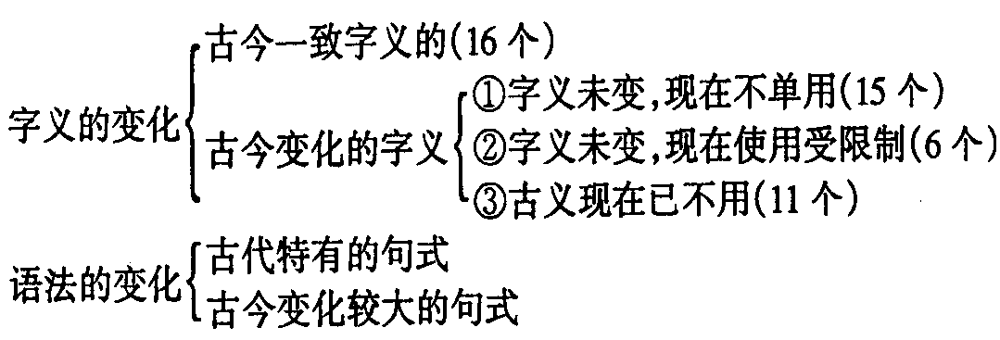 字义的变化
古今一致字义的(16个)
古今变化的字义
①字义未变,现在不单用(15个)
②字义未变,现在使用受限制(6个)
③古义现在已不用(11个)
语法的变化
古代特有的句式
古今变化较大的句式